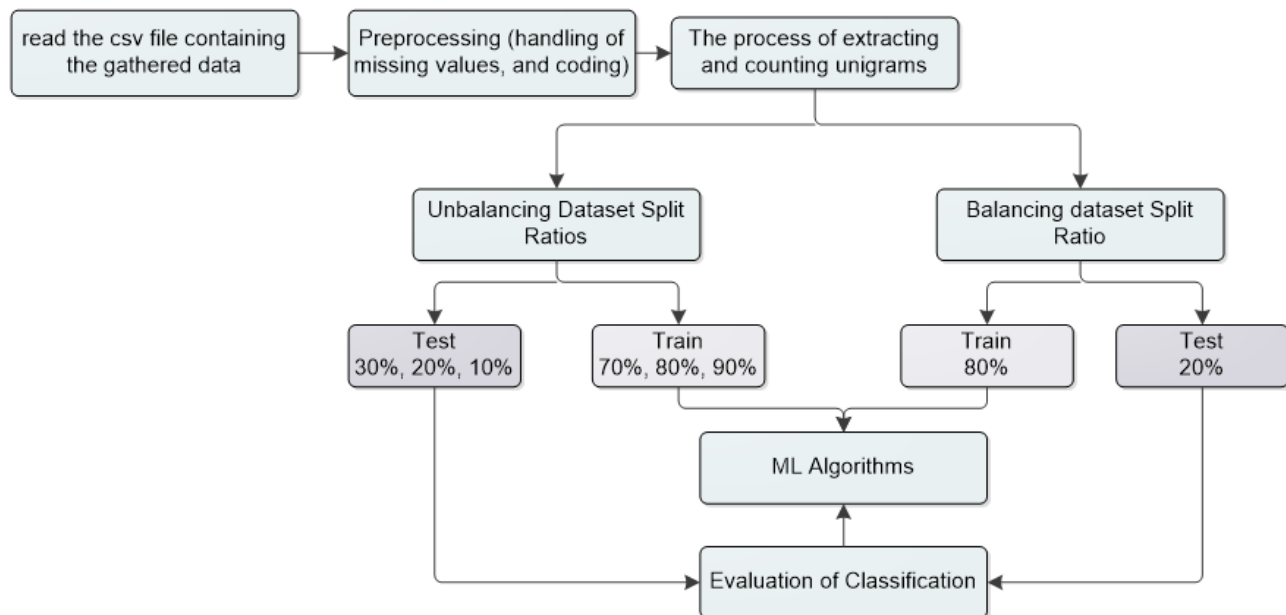 read the csv file containing
the gathered data
Preprocessing (handling of
missing values, and coding)
The process of extracting
and counting unigrams
Unbalancing Dataset Split
Ratios
Balancing dataset Split
Ratio
Test
30%, 20%, 10%
Train
70%, 80%, 90%
Train
80%
Test
20%
ML Algorithms
Evaluation of Classification